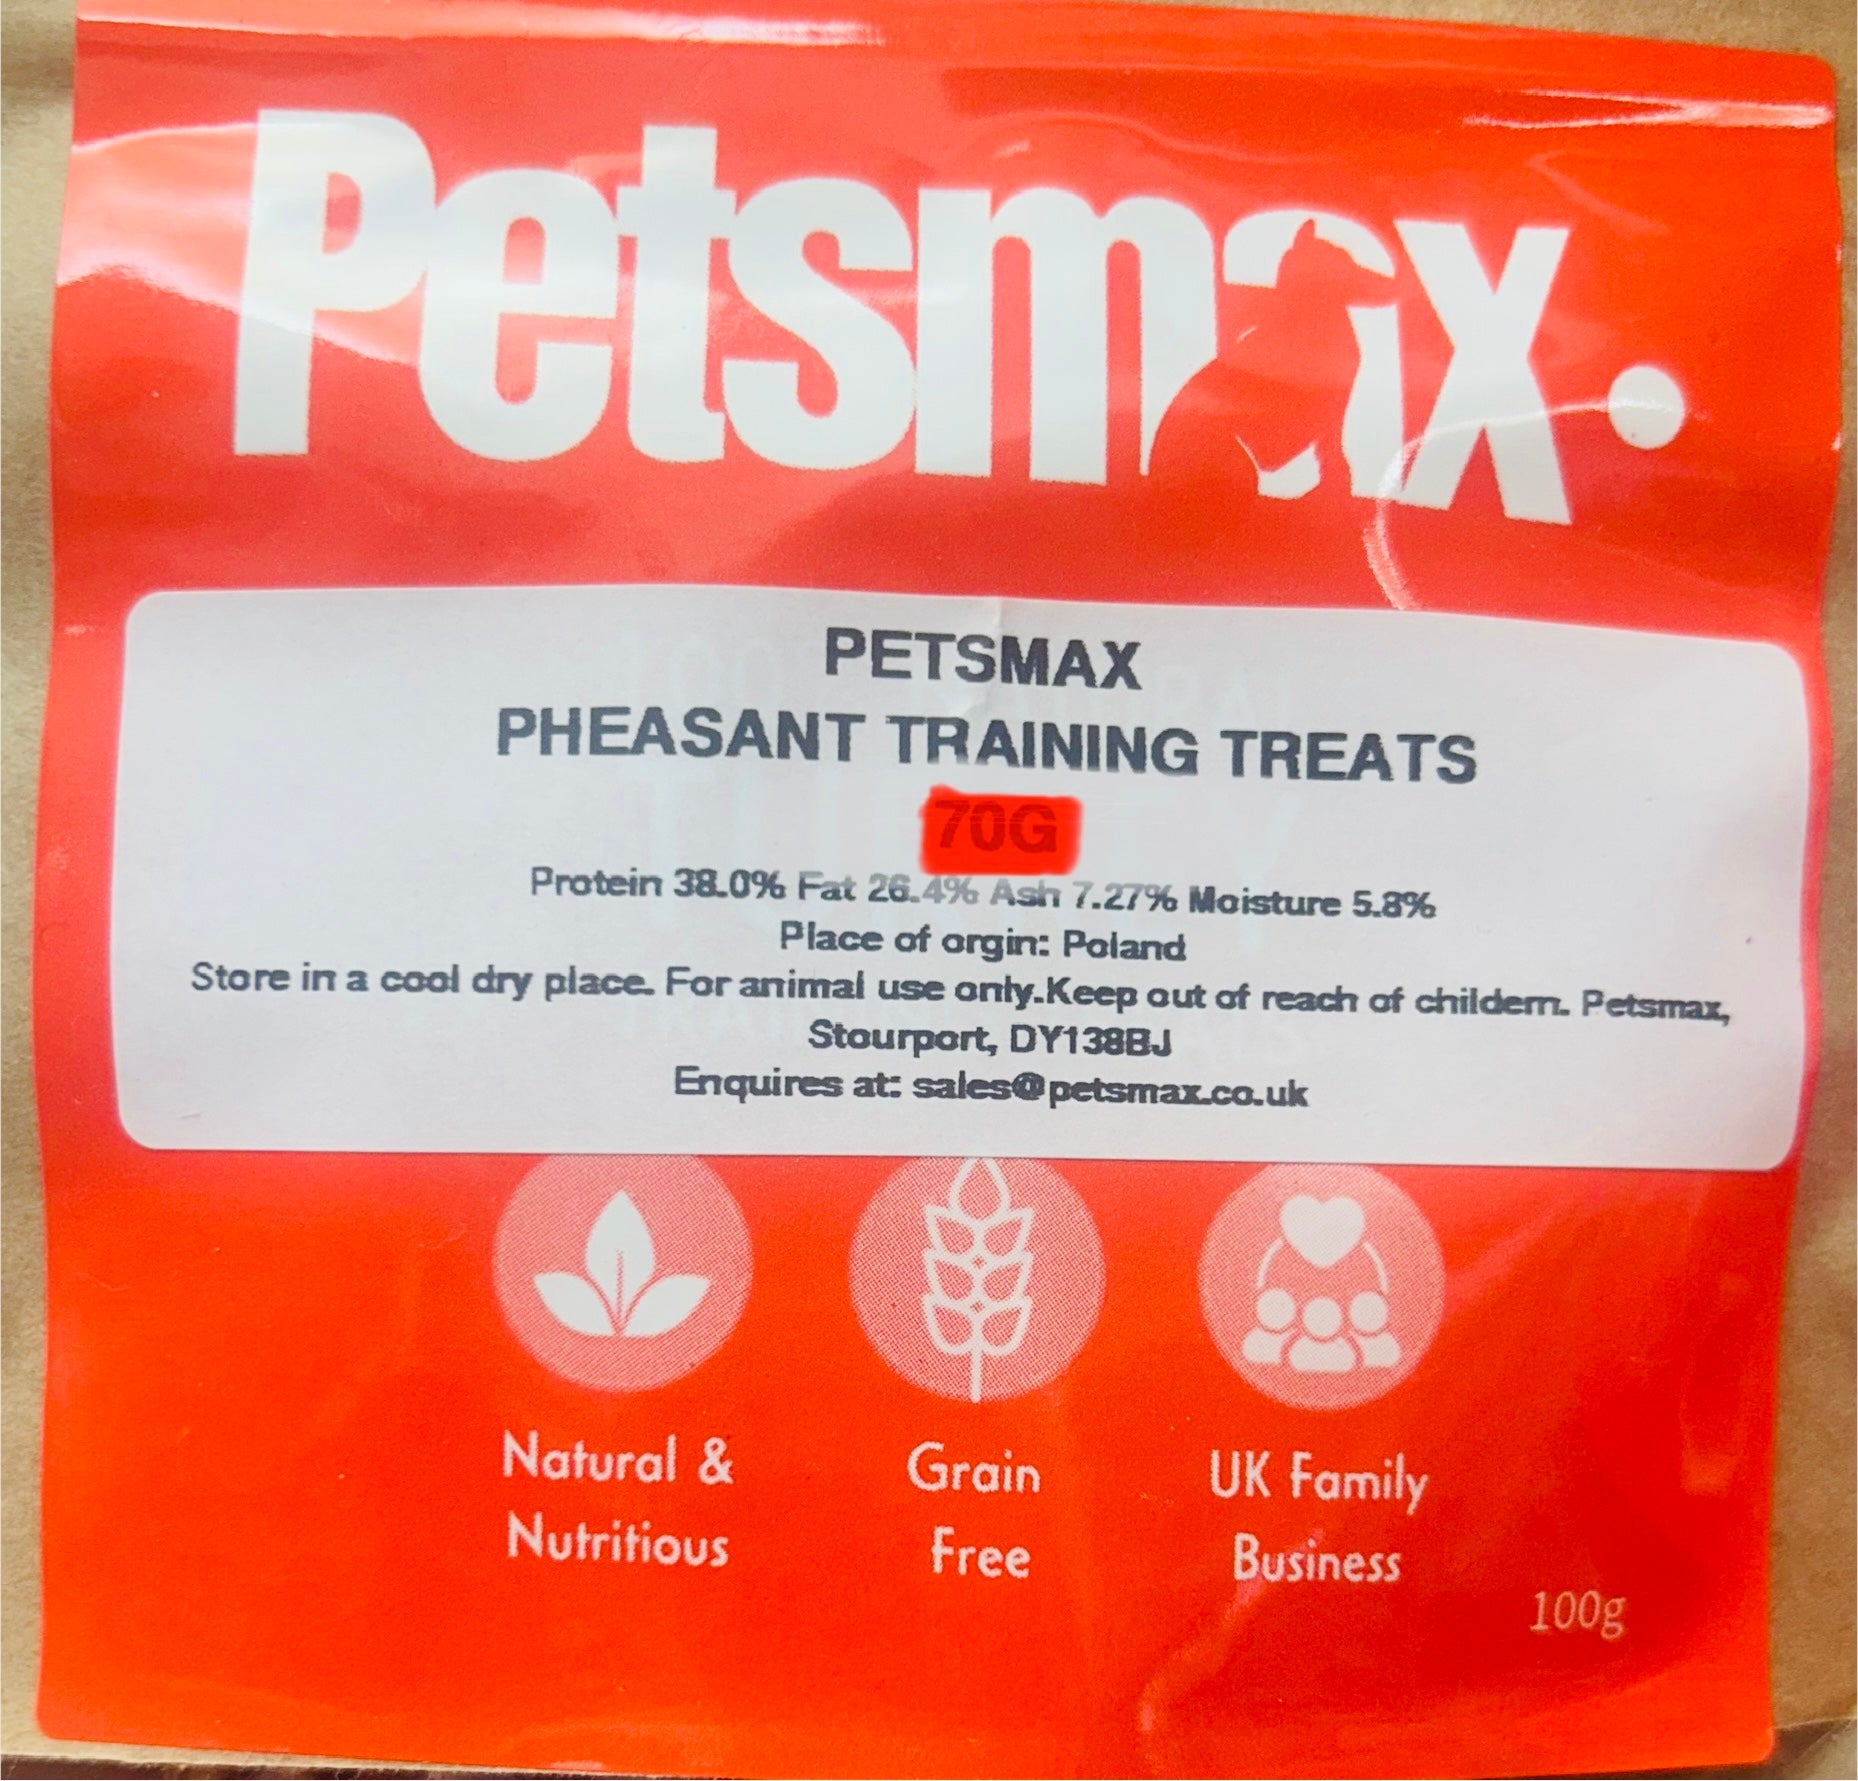 Petsmax.
PETSMAX
PHEASANT TRAINING TREATS
70G
Protein 38.0% Fat 26.4% Ash 7.27% Moisture 5.8%
Place of orgin: Poland
Store in a cool dry place. For animal use only.Keep out of reach of childern. Petsmax,
Stourport, DY138BJ
Enquires at: sales@petsmax.co.uk
Natural &
Nutritious
Grain
Free
UK Family
Business
100g